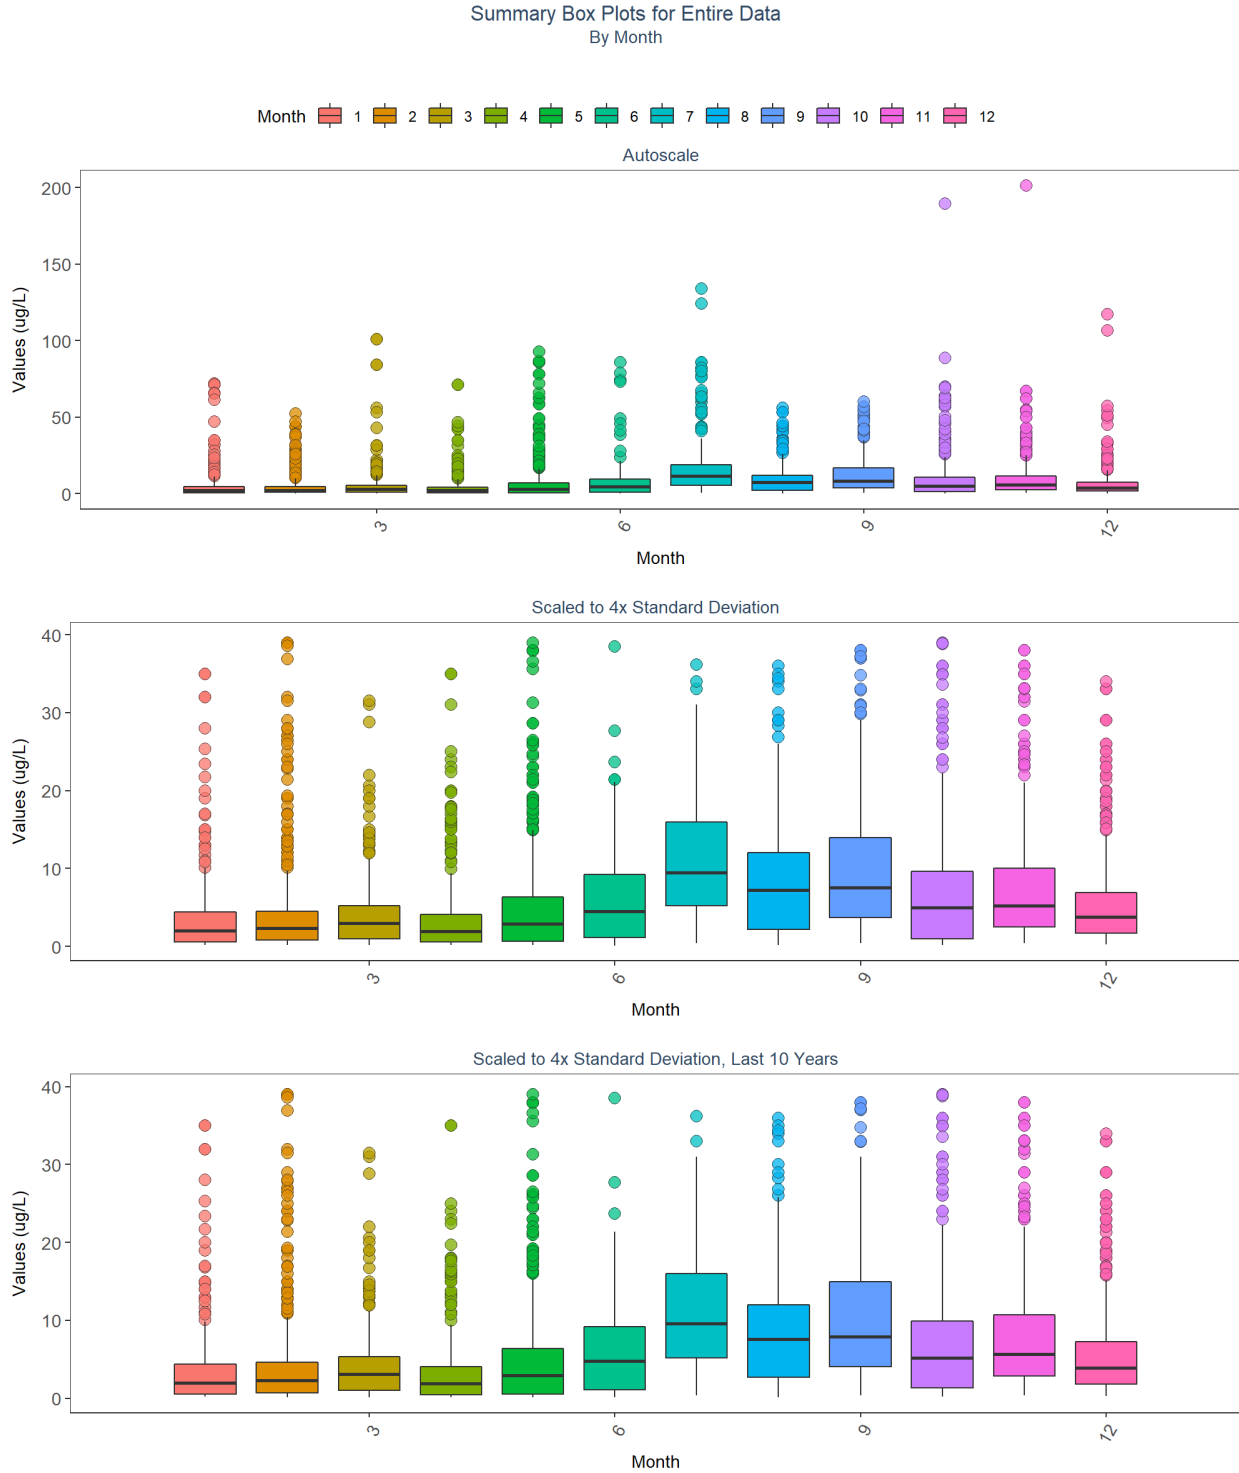 Summary Box Plots for Entire Data
By Month
Month 1 2 3 4 5 6 7 8 9 10 11 12
Autoscale
200
150
100
50
0
Values (ug/L)
3 6 9 12
Month
Scaled to 4x Standard Deviation
40
30
20
10
0
Values (ug/L)
3 6 9 12
Month
Scaled to 4x Standard Deviation, Last 10 Years
40
30
20
10
0
Values (ug/L)
3 6 9 12
Month